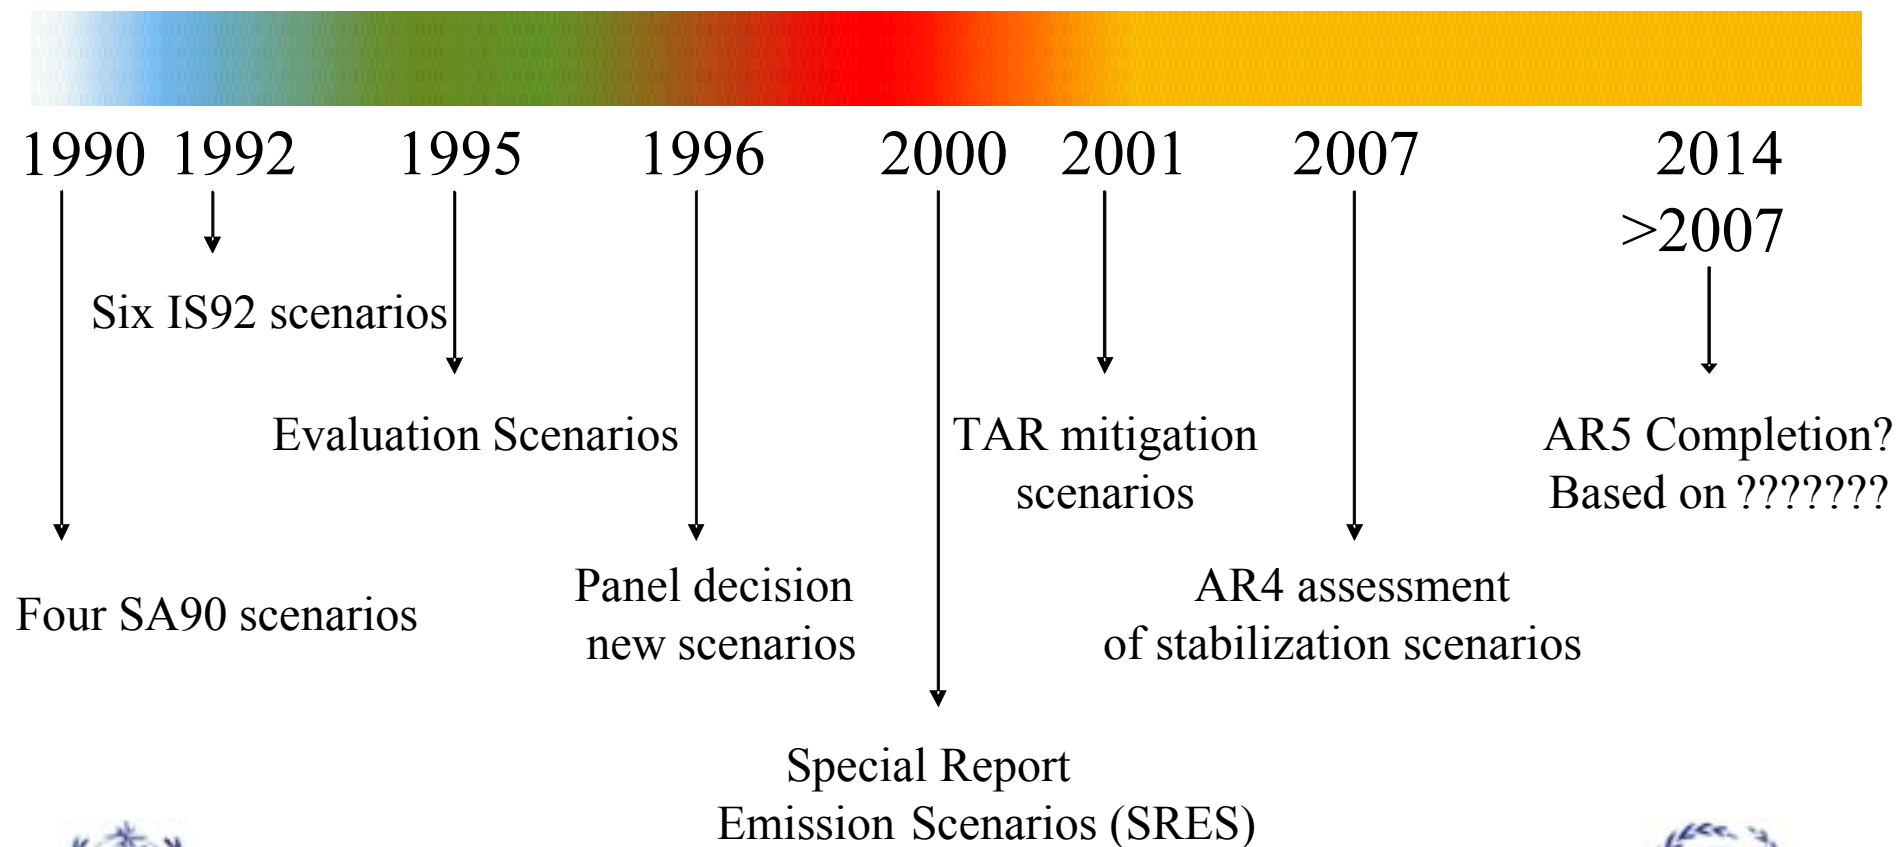 1990 1992 1995 1996 2000 2001 2007 2014
>2007
Six IS92 scenarios
Evaluation Scenarios
TAR mitigation
scenarios
AR5 Completion?
Based on ???????
Four SA90 scenarios
Panel decision
new scenarios
AR4 assessment
of stabilization scenarios
Special Report
Emission Scenarios (SRES)